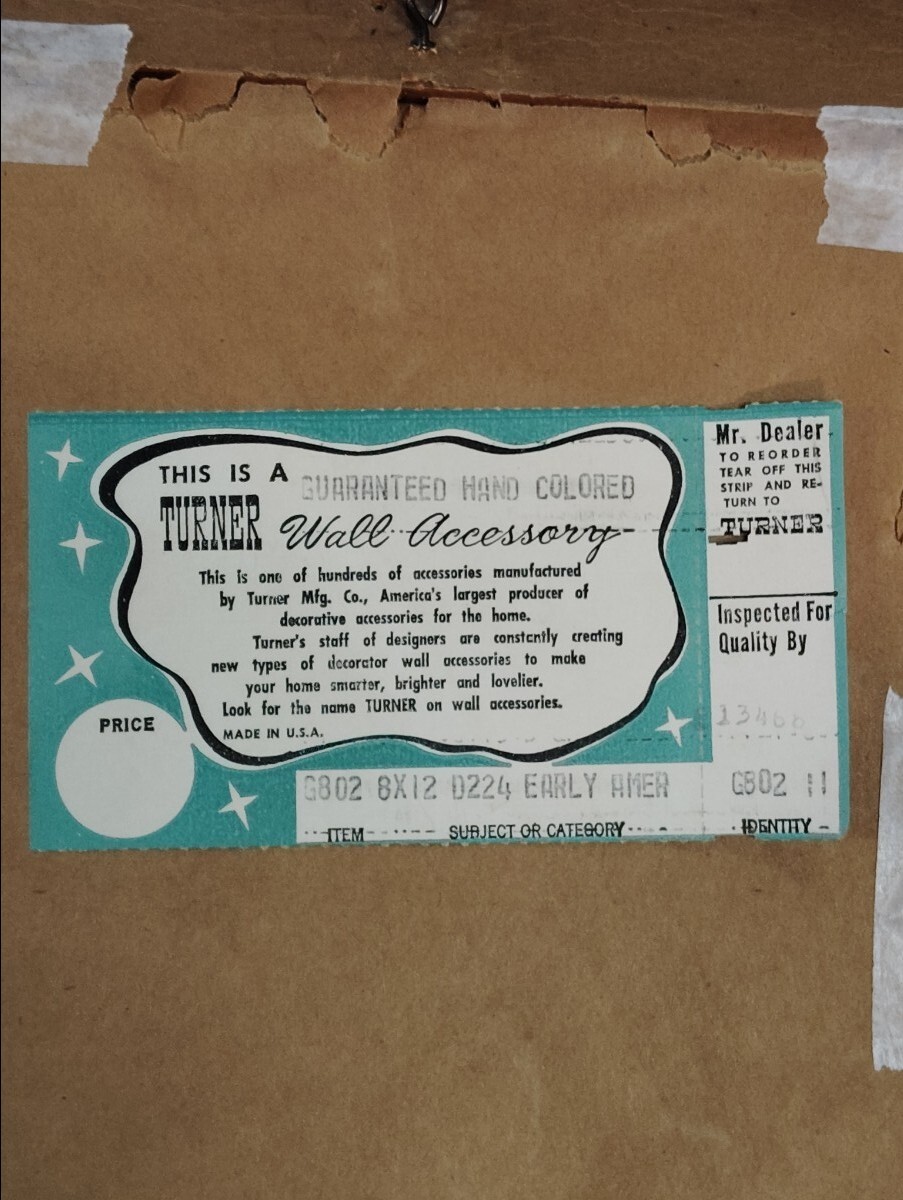 THIS IS A
GUARANTEED HAND COLORED
TURNER Wall Accessory
This is one of hundreds of accessories manufactured
by Turner Mfg. Co., America's largest producer of
decorative accessories for the home.
Turner's staff of designers are constantly creating
new types of decorator wall accessories to make
your home smarter, brighter and lovelier.
Look for the name TURNER on wall accessories.
MADE IN U.S.A.
PRICE
G802 8X12 D224 EARLY AMER
ITEM
SUBJECT OR CATEGORY
Mr. Dealer
TO REORDER
TEAR OFF THIS
STRIP AND RE-
TURN TO
TURNER
Inspected For
Quality By
G802 11
IDENTITY